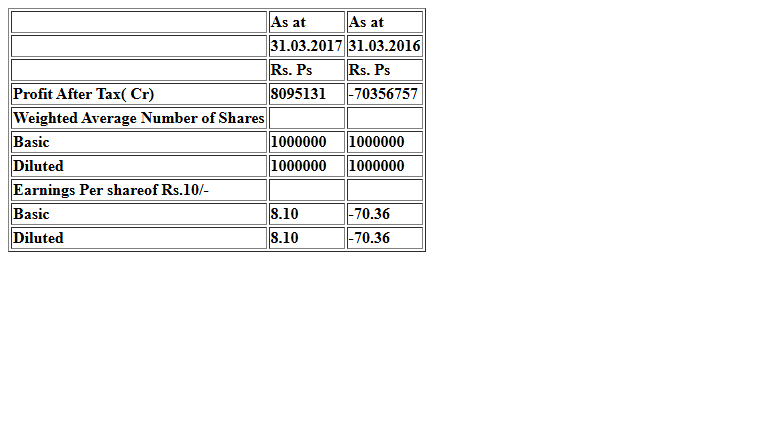 As at As at
31.03.2017 31.03.2016
Rs. Ps Rs. Ps
Profit After Tax( Cr) 8095131 -70356757
Weighted Average Number of Shares
Basic 1000000 1000000
Diluted 1000000 1000000
Earnings Per shareof Rs.10/-
Basic 8.10 -70.36
Diluted 8.10 -70.36